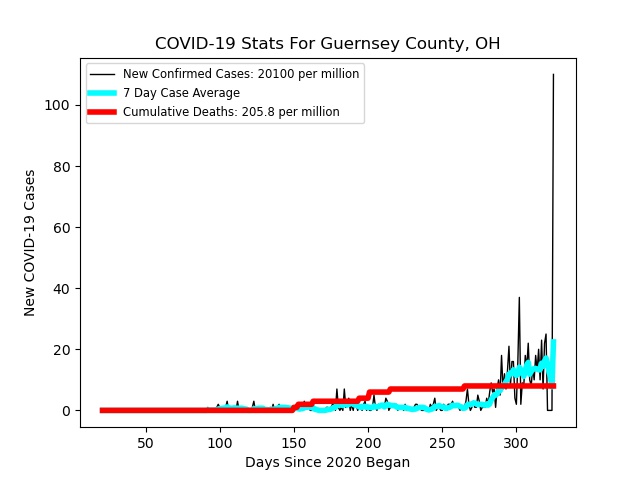 COVID-19 Stats For Guernsey County, OH
New Confirmed Cases: 20100 per million
7 Day Case Average
Cumulative Deaths: 205.8 per million
New COVID-19 Cases
100
80
60
40
20
0
50 100 150 200 250 300
Days Since 2020 Began